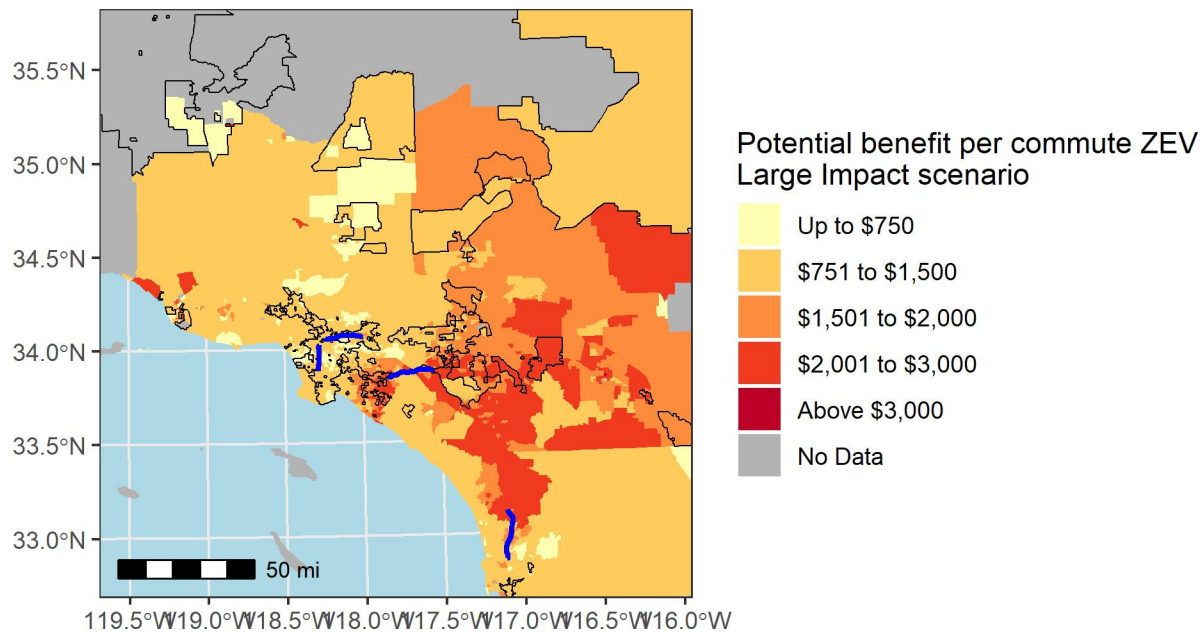 Potential benefit per commute ZEV
Large Impact scenario
Up to $750
$751 to $1,500
$1,501 to $2,000
$2,001 to $3,000
Above $3,000
No Data
35.5°N
35.0°N
34.5°N
34.0°N
33.5°N
33.0°N
50 mi
119.5°W 119.0°W 118.5°W 118.0°W 117.5°W 117.0°W 116.5°W 116.0°W